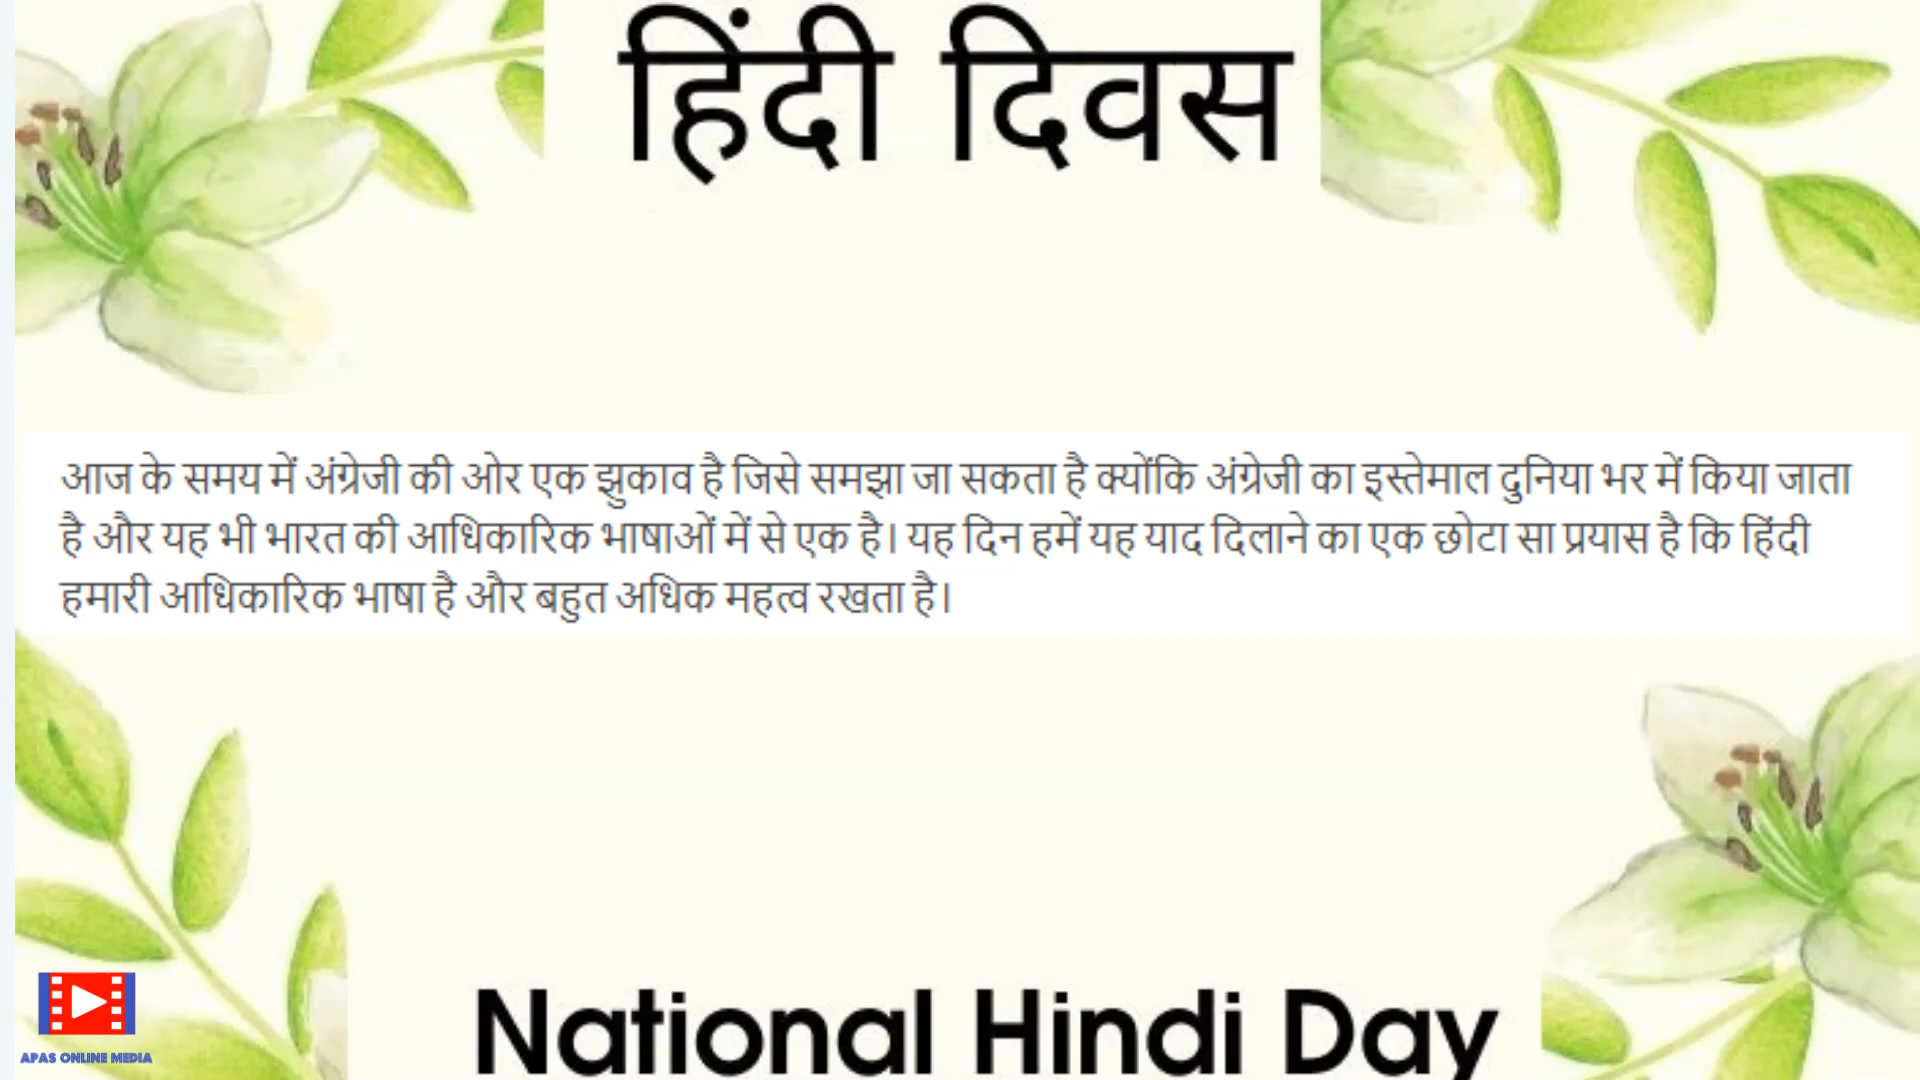 हिंदी दिवस
आज के समय में अंग्रेजी की ओर एक झुकाव है जिसे समझा जा सकता है क्योंकि अंग्रेजी का इस्तेमाल दुनिया भर में किया जाता
है और यह भी भारत की आधिकारिक भाषाओं में से एक है। यह दिन हमें यह याद दिलाने का एक छोटा सा प्रयास है कि हिंदी
हमारी आधिकारिक भाषा है और बहुत अधिक महत्व रखता है।
National Hindi Day
APAS ONLINE MEDIA